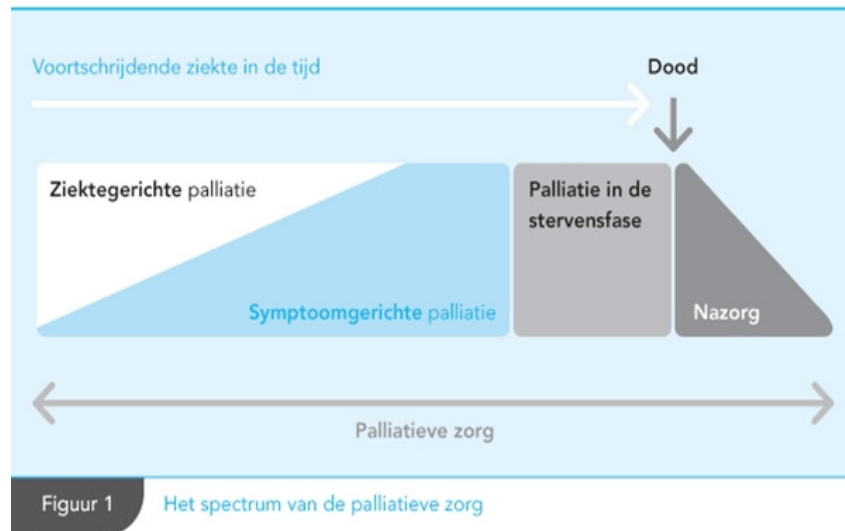 Voortschrijdende ziekte in de tijd
Dood
Ziektegerichte palliatie
Palliatie in de
stervensfase
Symptoomgerichte palliatie
Nazorg
Palliatieve zorg
Figuur 1
Het spectrum van de palliatieve zorg